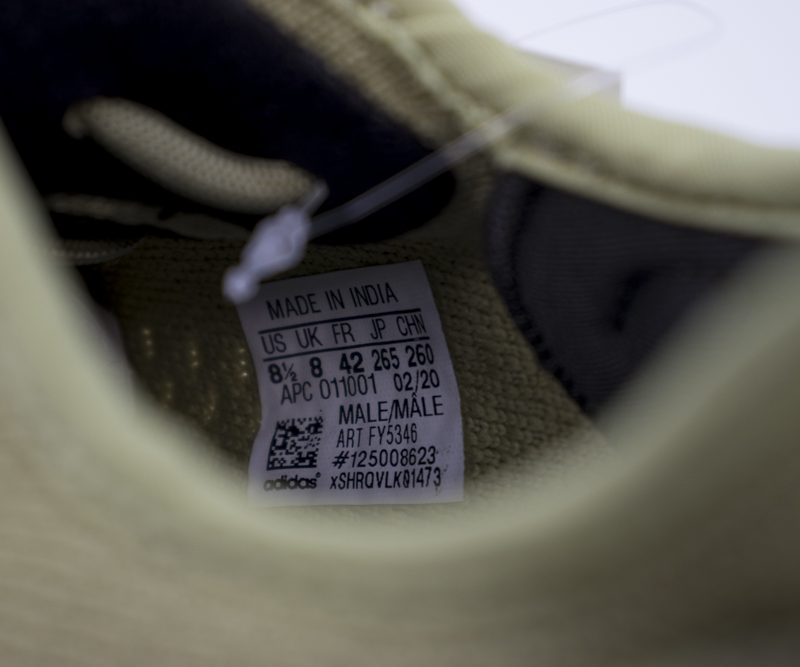 MADE IN INDIA
US UK FR JP CHN
8½ 8 42 265 260
APC 011001 02/20
MALE/MÂLE
ART FY5346
#125008623
adidas® xSHRQVLK01473